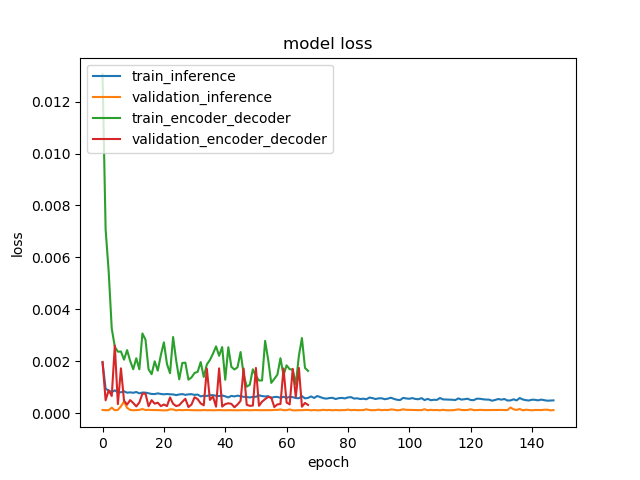 model loss
train_inference
validation_inference
train_encoder_decoder
validation_encoder_decoder
0.012
0.010
0.008
0.006
0.004
0.002
0.000
loss
0 20 40 60 80 100 120 140
epoch